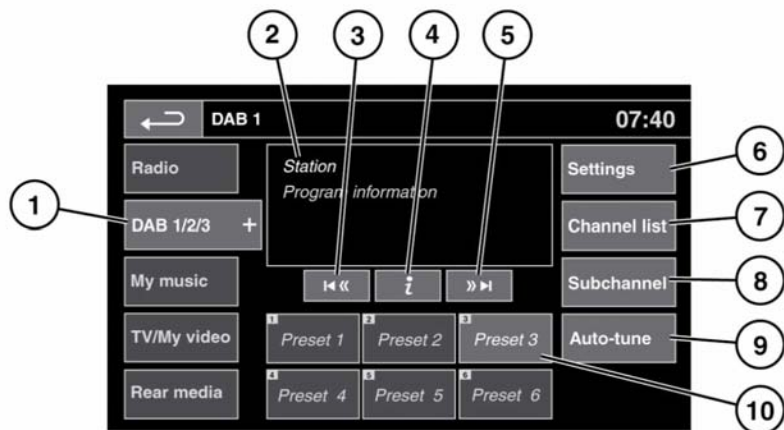 2 3 4 5
DAB 1 07:40
Radio
Station
Program information
Settings
6
1
DAB 1/2/3 +
Channel list
7
My music
i
Subchannel
8
TV/My video
1 Preset 1
2 Preset 2
3 Preset 3
Auto-tune
9
Rear media
4 Preset 4
5 Preset 5
6 Preset 6
10